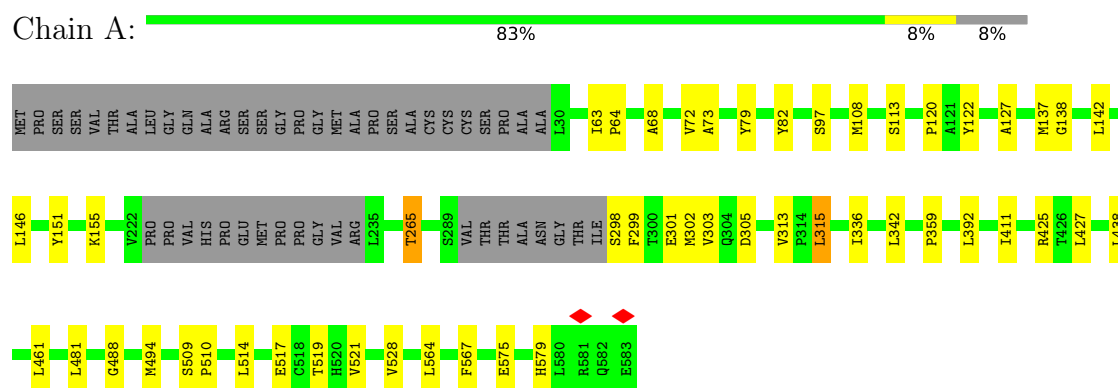 Chain A:
83% 8% 8%
MET PRO SER SER VAL THR ALA LEU GLY GLN ALA ARG SER SER GLY PRO GLY MET ALA PRO SER ALA CYS CYS CYS SER PRO ALA ALA L30 I63 P64 A68 V72 A73 Y79 Y82 S97 M108 S113 P120 A121 Y122 A127 M137 G138 L142
L146 Y151 K155 V222 PRO PRO VAL HIS PRO GLU MET PRO PRO GLY VAL ARG L235 T265 S289 VAL THR THR ALA ASN GLY THR ILE S298 F299 T300 E301 M302 V303 Q304 D305 V313 P314 L315 I336 L342 P359 L392 I411 R425 T426 L427 L438
L461 L481 G488 M494 S509 P510 L514 E517 C518 T519 H520 V521 V528 L564 F567 E575 H579 L580 R581 Q582 E583